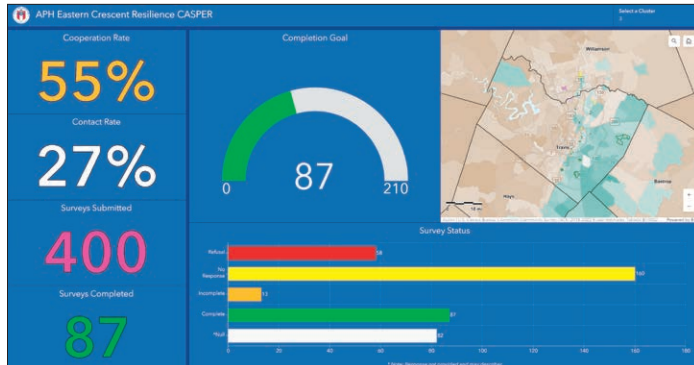 APH Eastern Crescent Resilience CASPER
Select a Cluster
Cooperation Rate
55%
Contact Rate
27%
Surveys Submitted
400
Surveys Completed
87
Completion Goal
87
0
210
Williamson
Travis
Hays
Bastrop
Survey Status
Refusal
58
No
Response
160
Incomplete
13
Complete
87
*Null
82
0
20
40
60
80
100
120
140
160
180